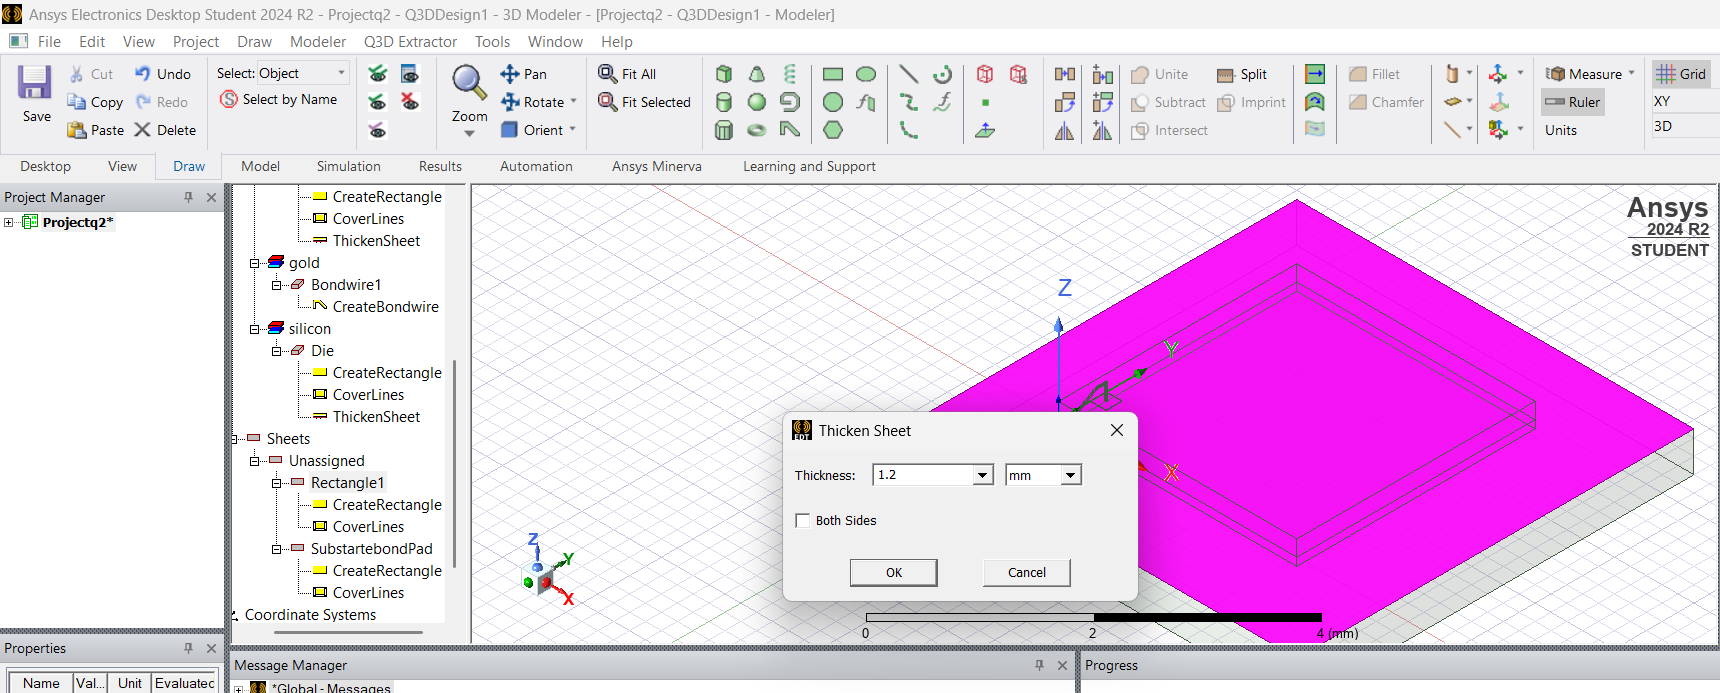 Ansys Electronics Desktop Student 2024 R2 - Projectq2 - Q3DDesign1 - 3D Modeler - [Projectq2 - Q3DDesign1 - Modeler]
File Edit View Project Draw Modeler Q3D Extractor Tools Window Help
Save
Cut
Copy
Paste
Undo
Redo
Delete
Select: Object
Select by Name
Zoom
Pan
Rotate
Orient
Fit All
Fit Selected
Unite
Subtract
Intersect
Split
Imprint
Fillet
Chamfer
Measure
Ruler
Units
Grid
XY
3D
Desktop View Draw Model Simulation Results Automation Ansys Minerva Learning and Support
Project Manager
Projectq2*
CreateRectangle
CoverLines
ThickenSheet
gold
Bondwire1
CreateBondwire
silicon
Die
CreateRectangle
CoverLines
ThickenSheet
Sheets
Unassigned
Rectangle1
CreateRectangle
CoverLines
SubstartebondPad
CreateRectangle
CoverLines
Coordinate Systems
Ansys
2024 R2
STUDENT
Z
Y
X
EDT
Thicken Sheet
Thickness: 1.2 mm
Both Sides
OK Cancel
Z
Y
X
0 2 4 (mm)
Properties
Name Val... Unit Evaluated
Message Manager
*Global - Messages
Progress